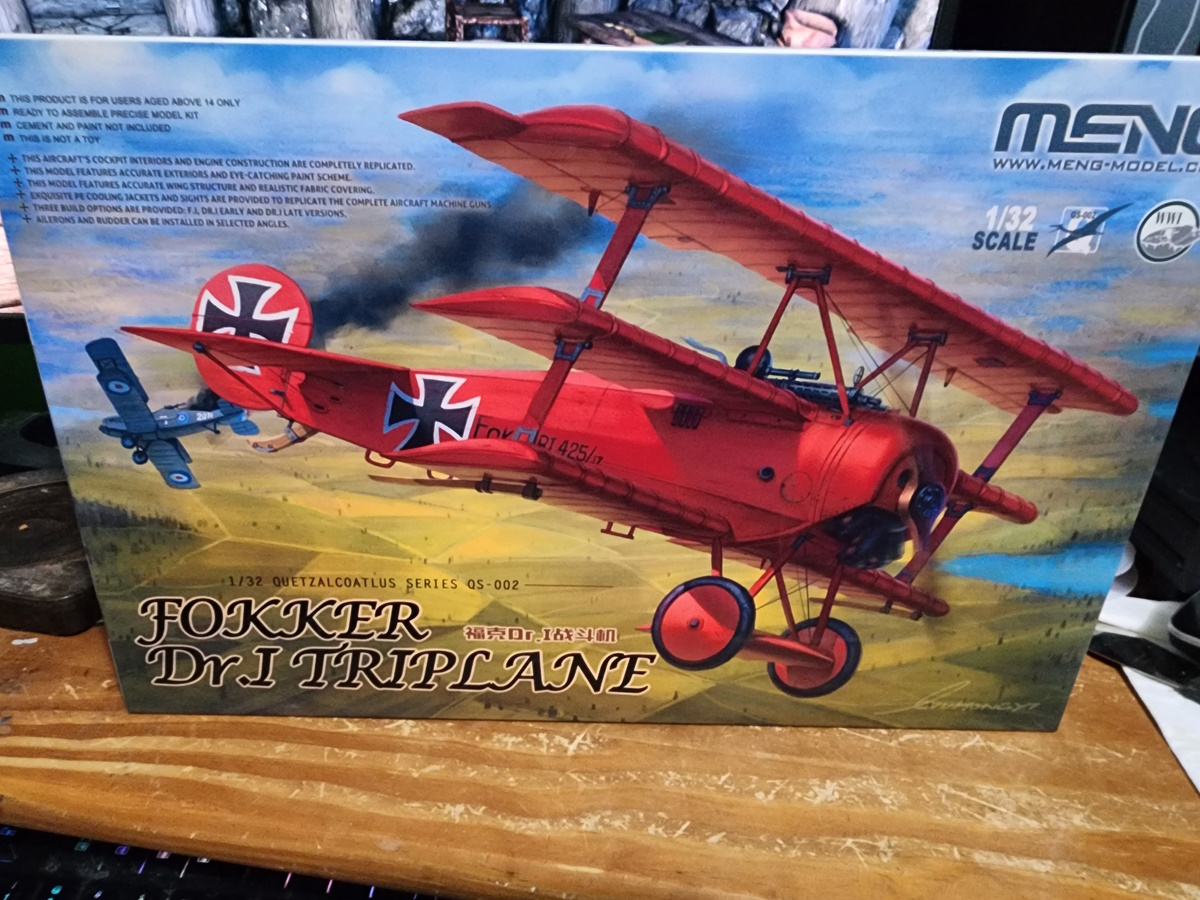 THIS PRODUCT IS FOR USERS AGED ABOVE 14 ONLY
READY TO ASSEMBLE PRECISE MODEL KIT
CEMENT AND PAINT NOT INCLUDED
THIS IS NOT A TOY
+ THIS AIRCRAFT'S COCKPIT INTERIORS AND ENGINE CONSTRUCTION ARE COMPLETELY REPLICATED.
+ THIS MODEL FEATURES ACCURATE EXTERIORS AND EYE-CATCHING PAINT SCHEME.
+ THIS MODEL FEATURES ACCURATE WING STRUCTURE AND REALISTIC FABRIC COVERING.
+ EXQUISITE PE COOLING JACKETS AND SIGHTS ARE PROVIDED TO REPLICATE THE COMPLETE AIRCRAFT MACHINE GUNS
+ THREE BUILD OPTIONS ARE PROVIDED: F.I, DR.I EARLY AND DR.I LATE VERSIONS.
+ AILERONS AND RUDDER CAN BE INSTALLED IN SELECTED ANGLES.
MENG
WWW.MENG-MODEL.C
1/32
SCALE
QS-002
WWI
DRI 425/17
1/32 QUETZALCOATLUS SERIES QS-002
FOKKER
福克Dr.I战斗机
Dr.I TRIPLANE